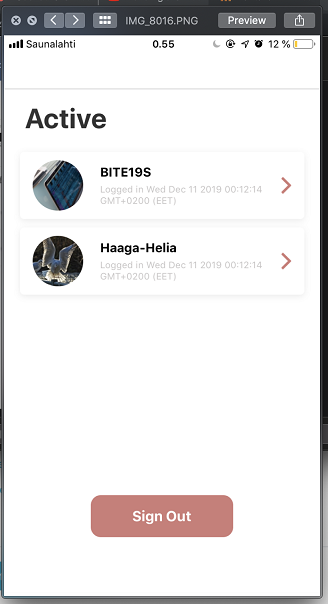 IMG_8016.PNG
Preview
Saunalahti
0.55
12 %
Active
BITE19S
Logged in Wed Dec 11 2019 00:12:14
GMT+0200 (EET)
Haaga-Helia
Logged in Wed Dec 11 2019 00:12:14
GMT+0200 (EET)
Sign Out